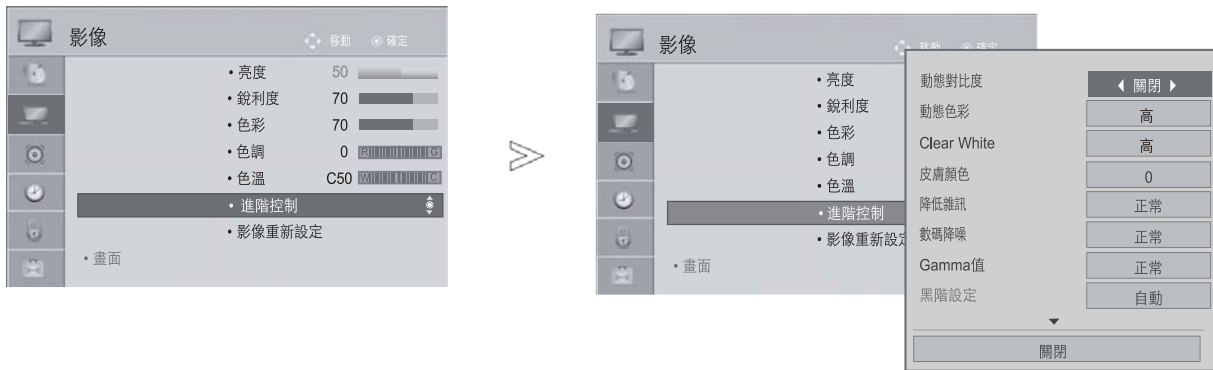 影像 移動 確定
• 亮度 50
• 銳利度 70
• 色彩 70
• 色調 0 R G
• 色溫 C50 W C
• 進階控制
• 影像重新設定
• 畫面
影像 移動 確定
• 亮度
• 銳利度
• 色彩
• 色調
• 色溫
• 進階控制
• 影像重新設定
• 畫面
動態對比度 關閉
動態色彩 高
Clear White 高
皮膚顏色 0
降低雜訊 正常
數碼降噪 正常
Gamma值 正常
黑階設定 自動
關閉